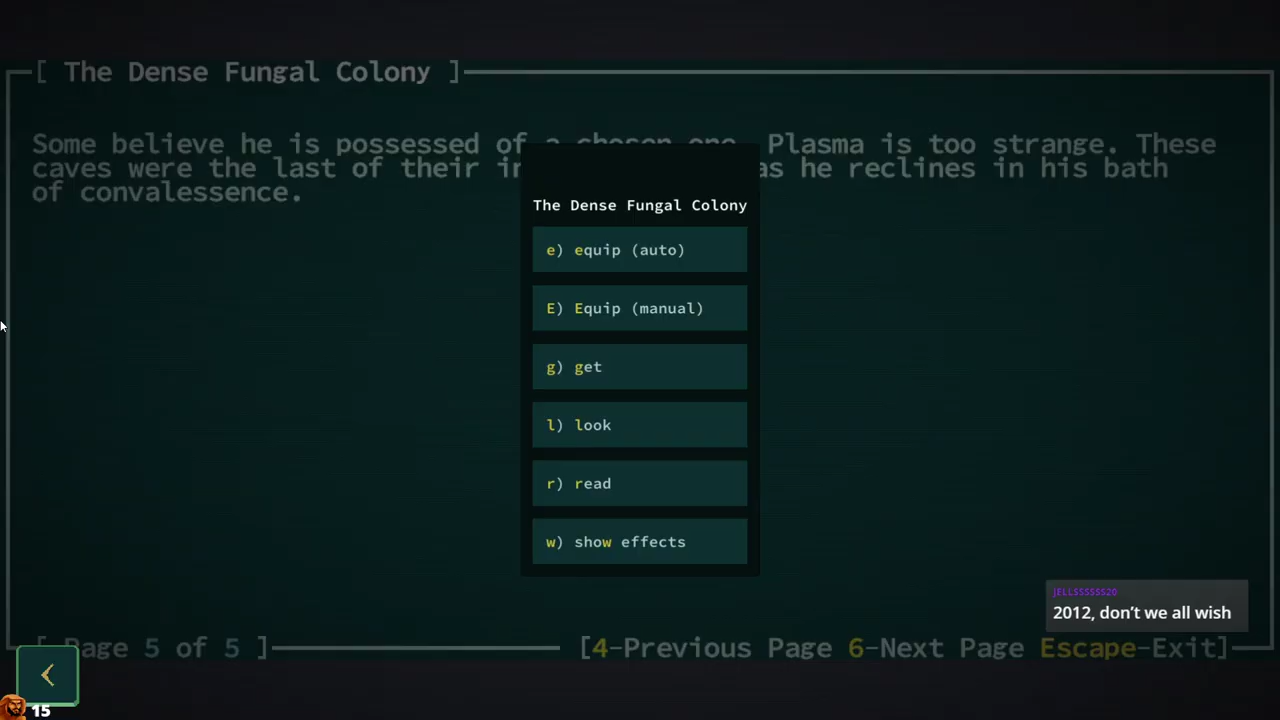 [ The Dense Fungal Colony ]
Some believe he is possessed of a chosen one. Plasma is too strange. These
caves were the last of their in as he reclines in his bath
of convalessence.
The Dense Fungal Colony
e) equip (auto)
E) Equip (manual)
g) get
l) look
r) read
w) show effects
JELLSSSSSS20
2012, don't we all wish
[ Page 5 of 5 ]
[4-Previous Page 6-Next Page Escape-Exit]
15